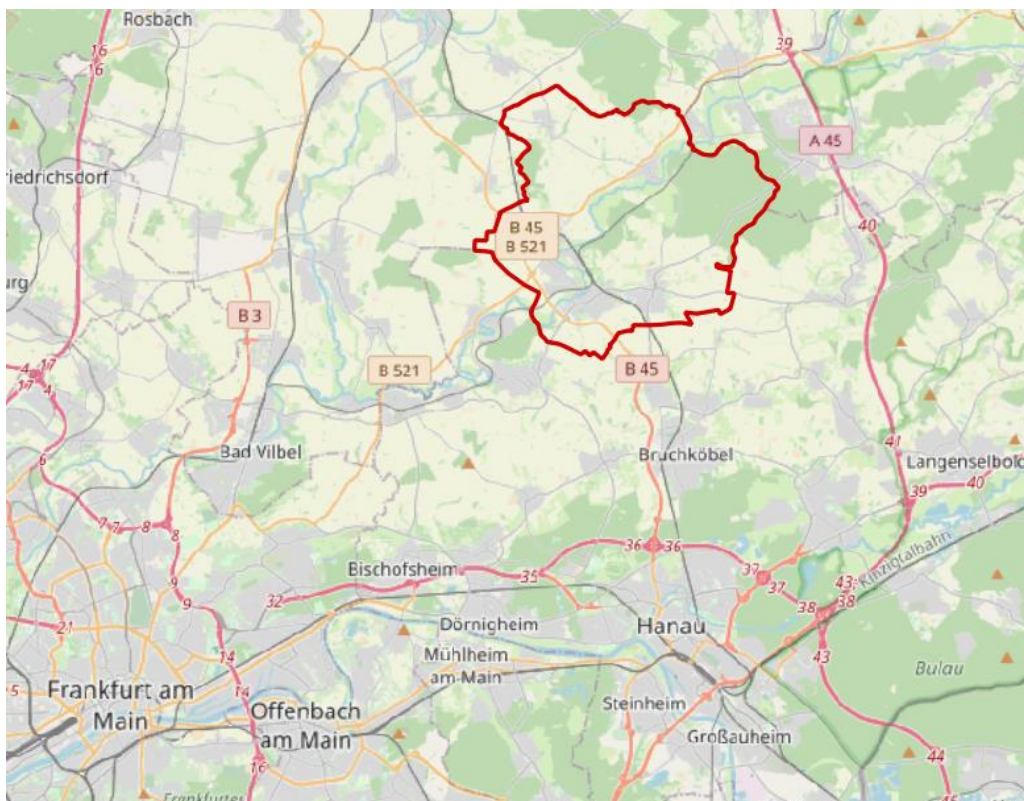 Rosbach
16
16
39
A 45
riedrichsdorf
B 45
B 521
40
urg
B 3
4
17
17
4
B 521
B 45
6
Bad Vilbel
Bruchköbel
41
Langenselbold
39
40
7
7
8
36
36
Kinzigtalbahn
9
Bischofsheim
35
37
37
43
38
38
9
32
21
Dörnigheim
Hanau
14
Mühlheim
am Main
43
Bulau
15
Frankfurt am
Main
14
Offenbach
am Main
Steinheim
Großauheim
16
44
Frankfurter